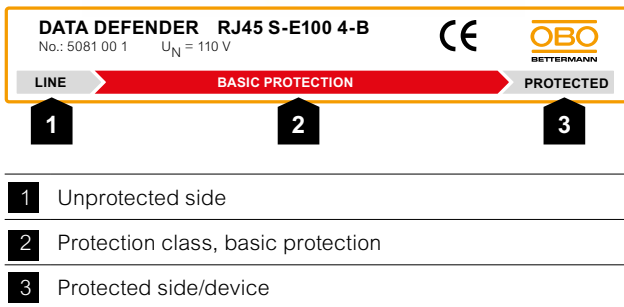 DATA DEFENDER RJ45 S-E100 4-B
No.: 5081 00 1 UN = 110 V
CE
OBO
BETTERMANN
LINE BASIC PROTECTION PROTECTED
1 2 3
1 Unprotected side
2 Protection class, basic protection
3 Protected side/device